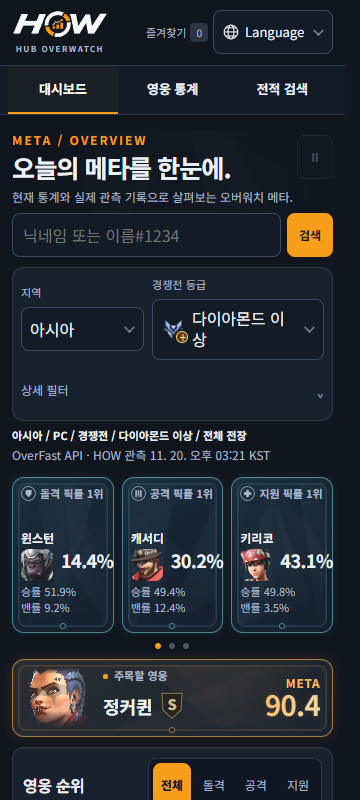 HOW
HUB OVERWATCH
즐겨찾기 0
Language
대시보드 영웅 통계 전적 검색
META / OVERVIEW
오늘의 메타를 한눈에.
현재 통계와 실제 관측 기록으로 살펴보는 오버워치 메타.
닉네임 또는 이름#1234 검색
지역 경쟁전 등급
아시아 다이아몬드 이
상
상세 필터
아시아 / PC / 경쟁전 / 다이아몬드 이상 / 전체 전장
OverFast API · HOW 관측 11. 20. 오후 03:21 KST
돌격 픽률 1위 공격 픽률 1위 지원 픽률 1위
윈스턴 캐서디 키리코
14.4% 30.2% 43.1%
승률 51.9% 승률 49.4% 승률 49.8%
밴률 9.2% 밴률 12.4% 밴률 3.5%
주목할 영웅
META
정커퀸 S 90.4
영웅 순위 전체 돌격 공격 지원